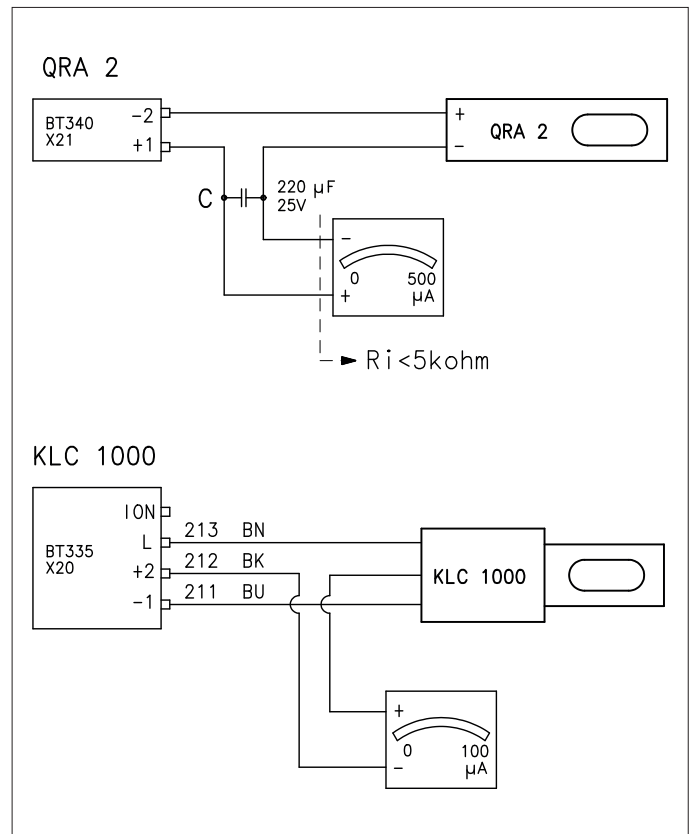 QRA 2
BT340
X21
-2
+1
+
-
QRA 2
C
220 µF
25V
-
0 500
+ µA
Ri<5kohm
KLC 1000
BT335
X20
ION
L
+2
-1
213 BN
212 BK
211 BU
KLC 1000
+
0 100
- µA